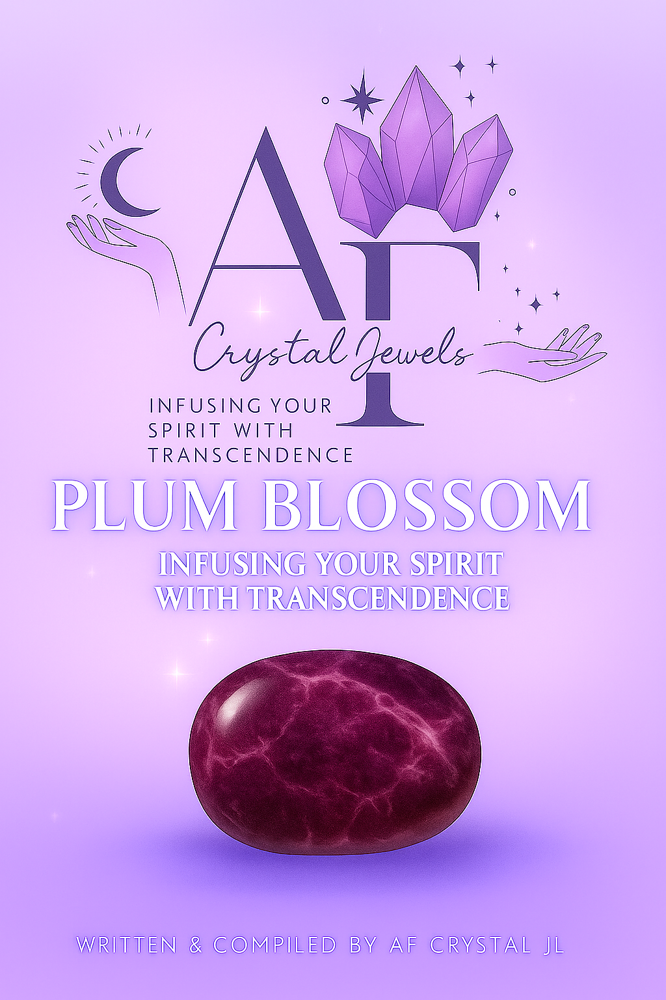 AF
Crystal Jewels
INFUSING YOUR
SPIRIT WITH
TRANSCENDENCE
PLUM BLOSSOM
INFUSING YOUR SPIRIT
WITH TRANSCENDENCE
WRITTEN & COMPILED BY AF CRYSTAL JL